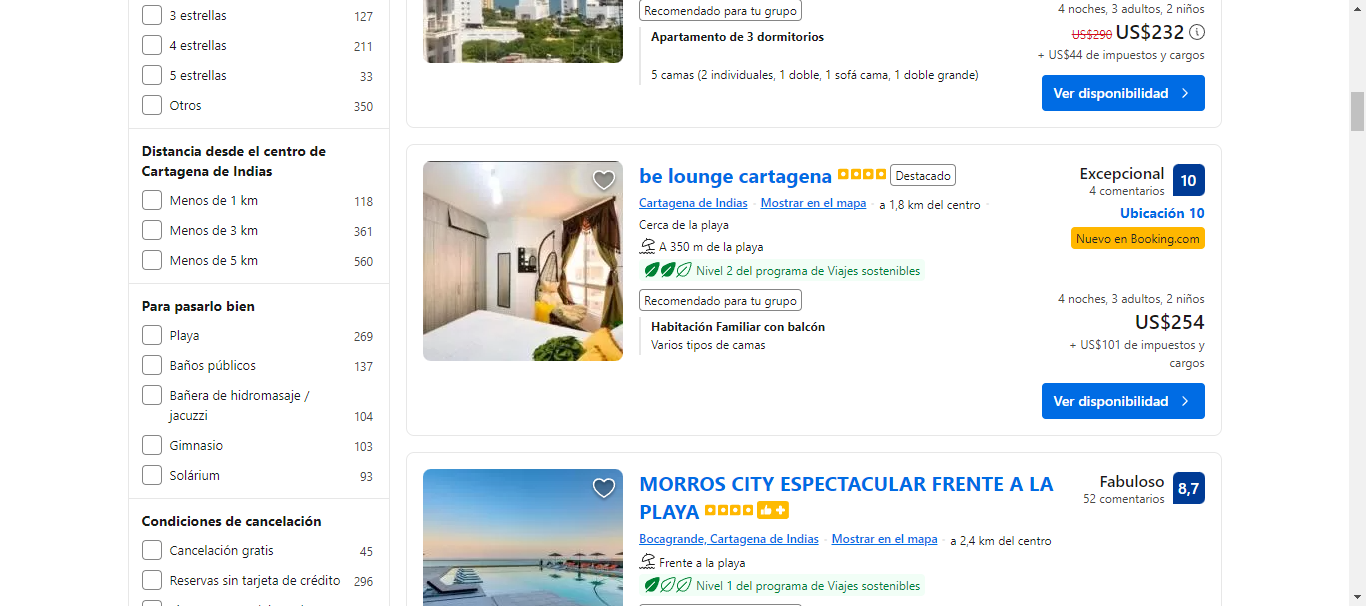 3 estrellas 127
4 estrellas 211
5 estrellas 33
Otros 350
Distancia desde el centro de
Cartagena de Indias
Menos de 1 km 118
Menos de 3 km 361
Menos de 5 km 560
Para pasarlo bien
Playa 269
Baños públicos 137
Bañera de hidromasaje /
jacuzzi 104
Gimnasio 103
Solárium 93
Condiciones de cancelación
Cancelación gratis 45
Reservas sin tarjeta de crédito 296
Recomendado para tu grupo
Apartamento de 3 dormitorios
5 camas (2 individuales, 1 doble, 1 sofá cama, 1 doble grande)
4 noches, 3 adultos, 2 niños
US$290 US$232
+ US$44 de impuestos y cargos
Ver disponibilidad
be lounge cartagena Destacado
Cartagena de Indias · Mostrar en el mapa · a 1,8 km del centro ·
Cerca de la playa
A 350 m de la playa
Nivel 2 del programa de Viajes sostenibles
Recomendado para tu grupo
Habitación Familiar con balcón
Varios tipos de camas
Excepcional 10
4 comentarios
Ubicación 10
Nuevo en Booking.com
4 noches, 3 adultos, 2 niños
US$254
+ US$101 de impuestos y
cargos
Ver disponibilidad
MORROS CITY ESPECTACULAR FRENTE A LA
PLAYA
Bocagrande, Cartagena de Indias · Mostrar en el mapa · a 2,4 km del centro
Frente a la playa
Nivel 1 del programa de Viajes sostenibles
Fabuloso 8,7
52 comentarios